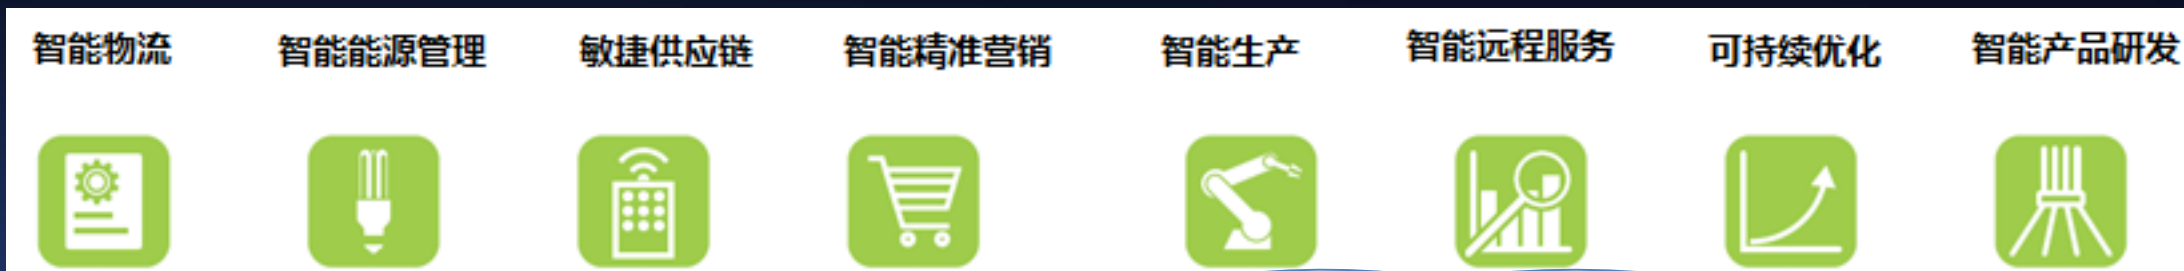 智能物流
智能能源管理
敏捷供应链
智能精准营销
智能生产
智能远程服务
可持续优化
智能产品研发